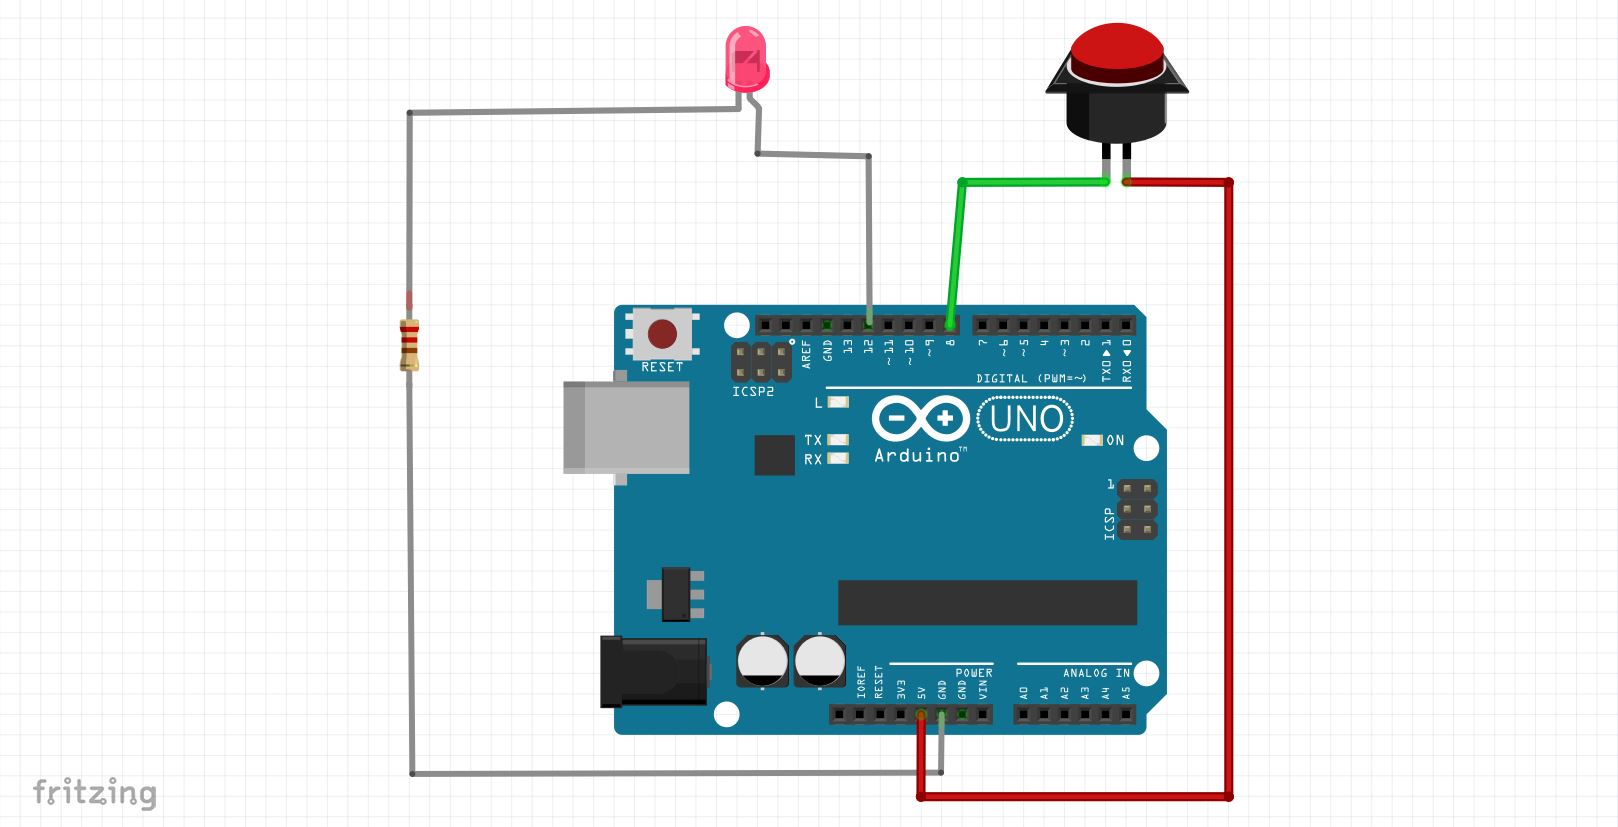 RESET
ICSP2
AREF
GND
13
12
~11
~10
~9
8
7
~6
~5
4
~3
2
TX0▶1
RX0◀0
DIGITAL (PWM=~)
L
TX
RX
UNO
Arduino™
ON
1
ICSP
POWER
ANALOG IN
IOREF
RESET
3V3
5V
GND
GND
VIN
A0
A1
A2
A3
A4
A5
fritzing